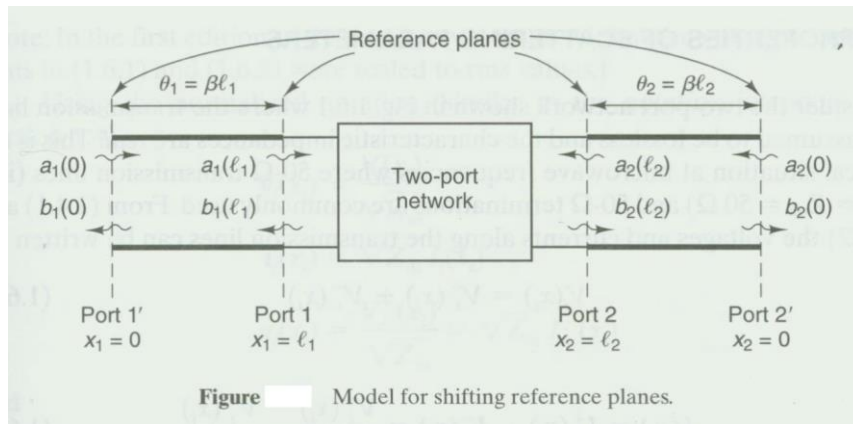 Reference planes
θ₁ = βℓ₁
θ₂ = βℓ₂
a₁(0)
a₁(ℓ₁)
Two-port
network
a₂(ℓ₂)
a₂(0)
b₁(0)
b₁(ℓ₁)
b₂(ℓ₂)
b₂(0)
Port 1′
Port 1
Port 2
Port 2′
x₁ = 0
x₁ = ℓ₁
x₂ = ℓ₂
x₂ = 0
Figure Model for shifting reference planes.